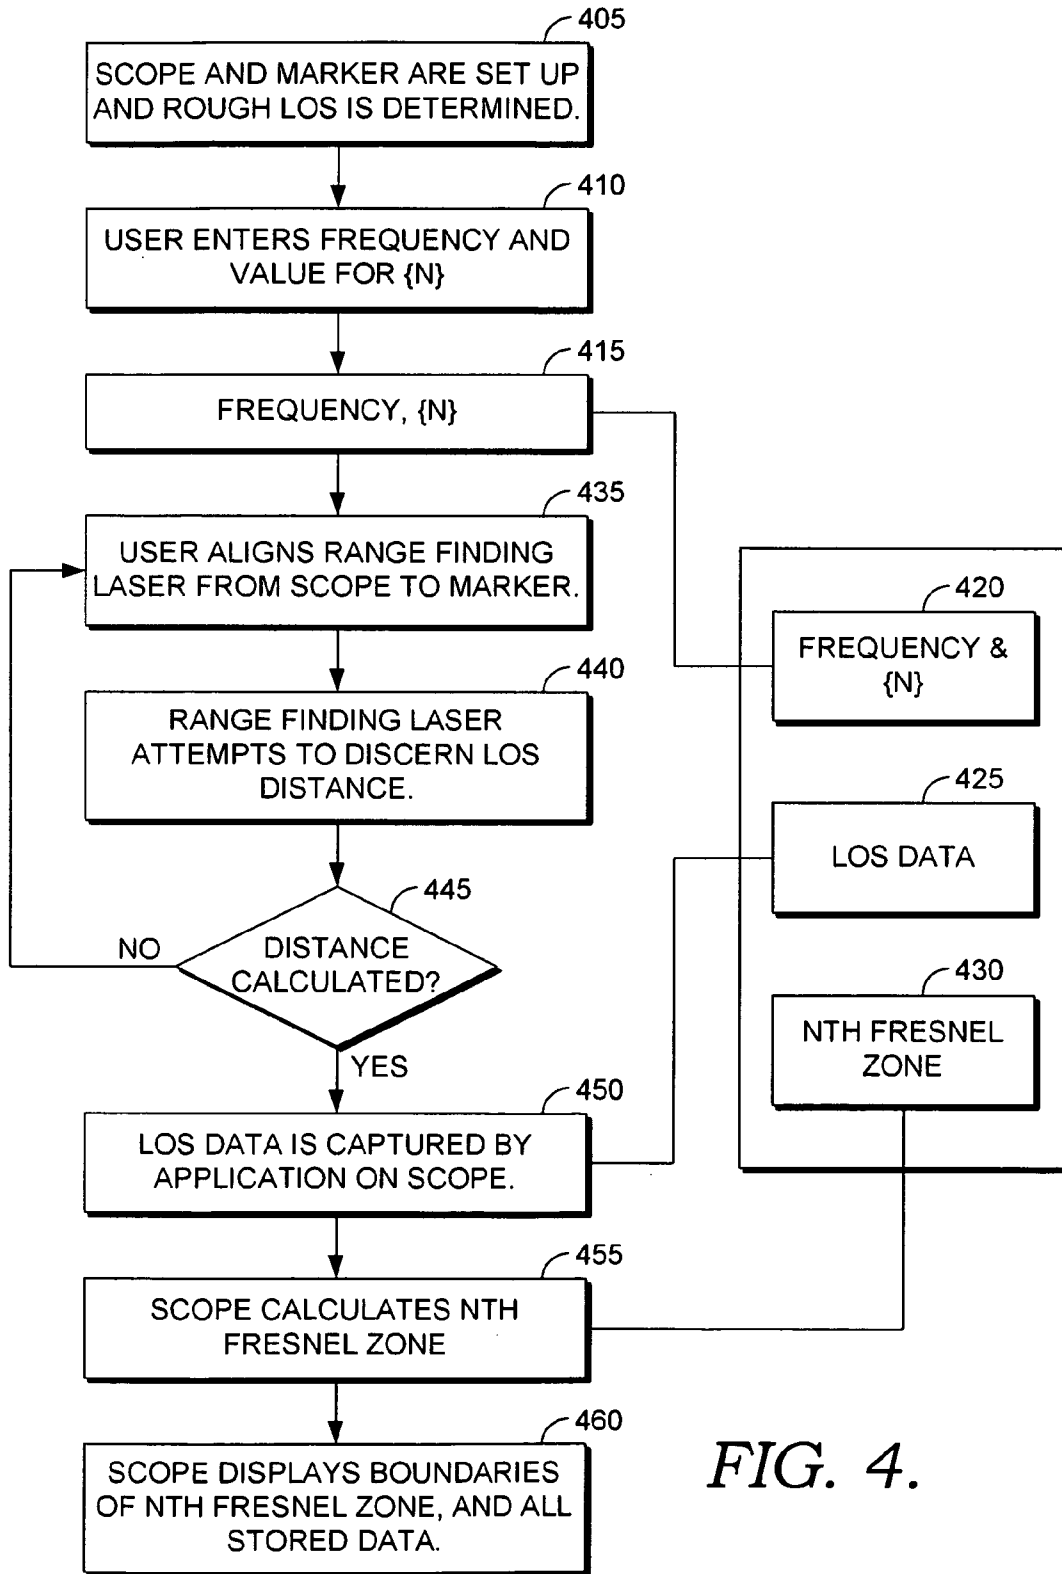 405
SCOPE AND MARKER ARE SET UP
AND ROUGH LOS IS DETERMINED.
410
USER ENTERS FREQUENCY AND
VALUE FOR {N}
415
FREQUENCY, {N}
435
USER ALIGNS RANGE FINDING
LASER FROM SCOPE TO MARKER.
440
RANGE FINDING LASER
ATTEMPTS TO DISCERN LOS
DISTANCE.
445
DISTANCE
CALCULATED?
NO
YES
450
LOS DATA IS CAPTURED BY
APPLICATION ON SCOPE.
455
SCOPE CALCULATES NTH
FRESNEL ZONE
460
SCOPE DISPLAYS BOUNDARIES
OF NTH FRESNEL ZONE, AND ALL
STORED DATA.
420
FREQUENCY &
{N}
425
LOS DATA
430
NTH FRESNEL
ZONE
FIG. 4.